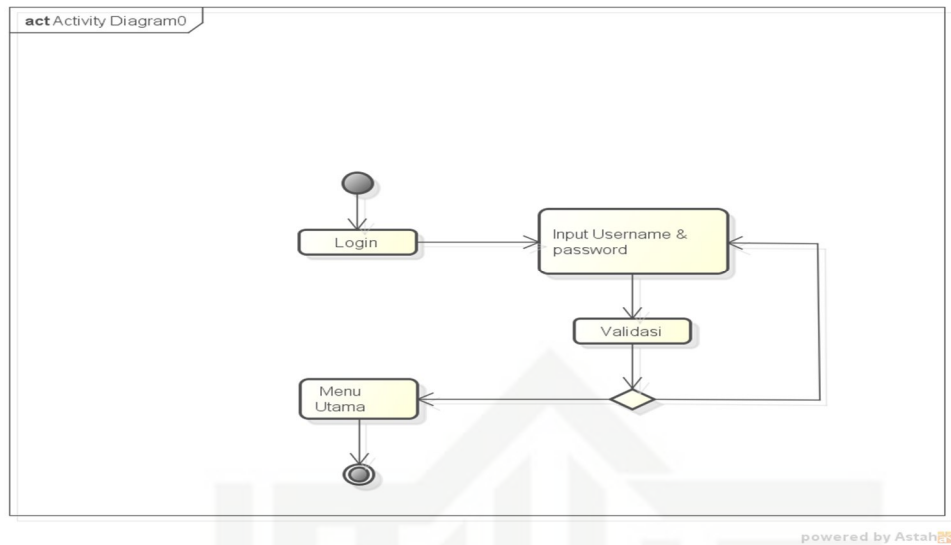 act Activity Diagram0
Login
Input Username &
password
Validasi
Menu
Utama
powered by Astah